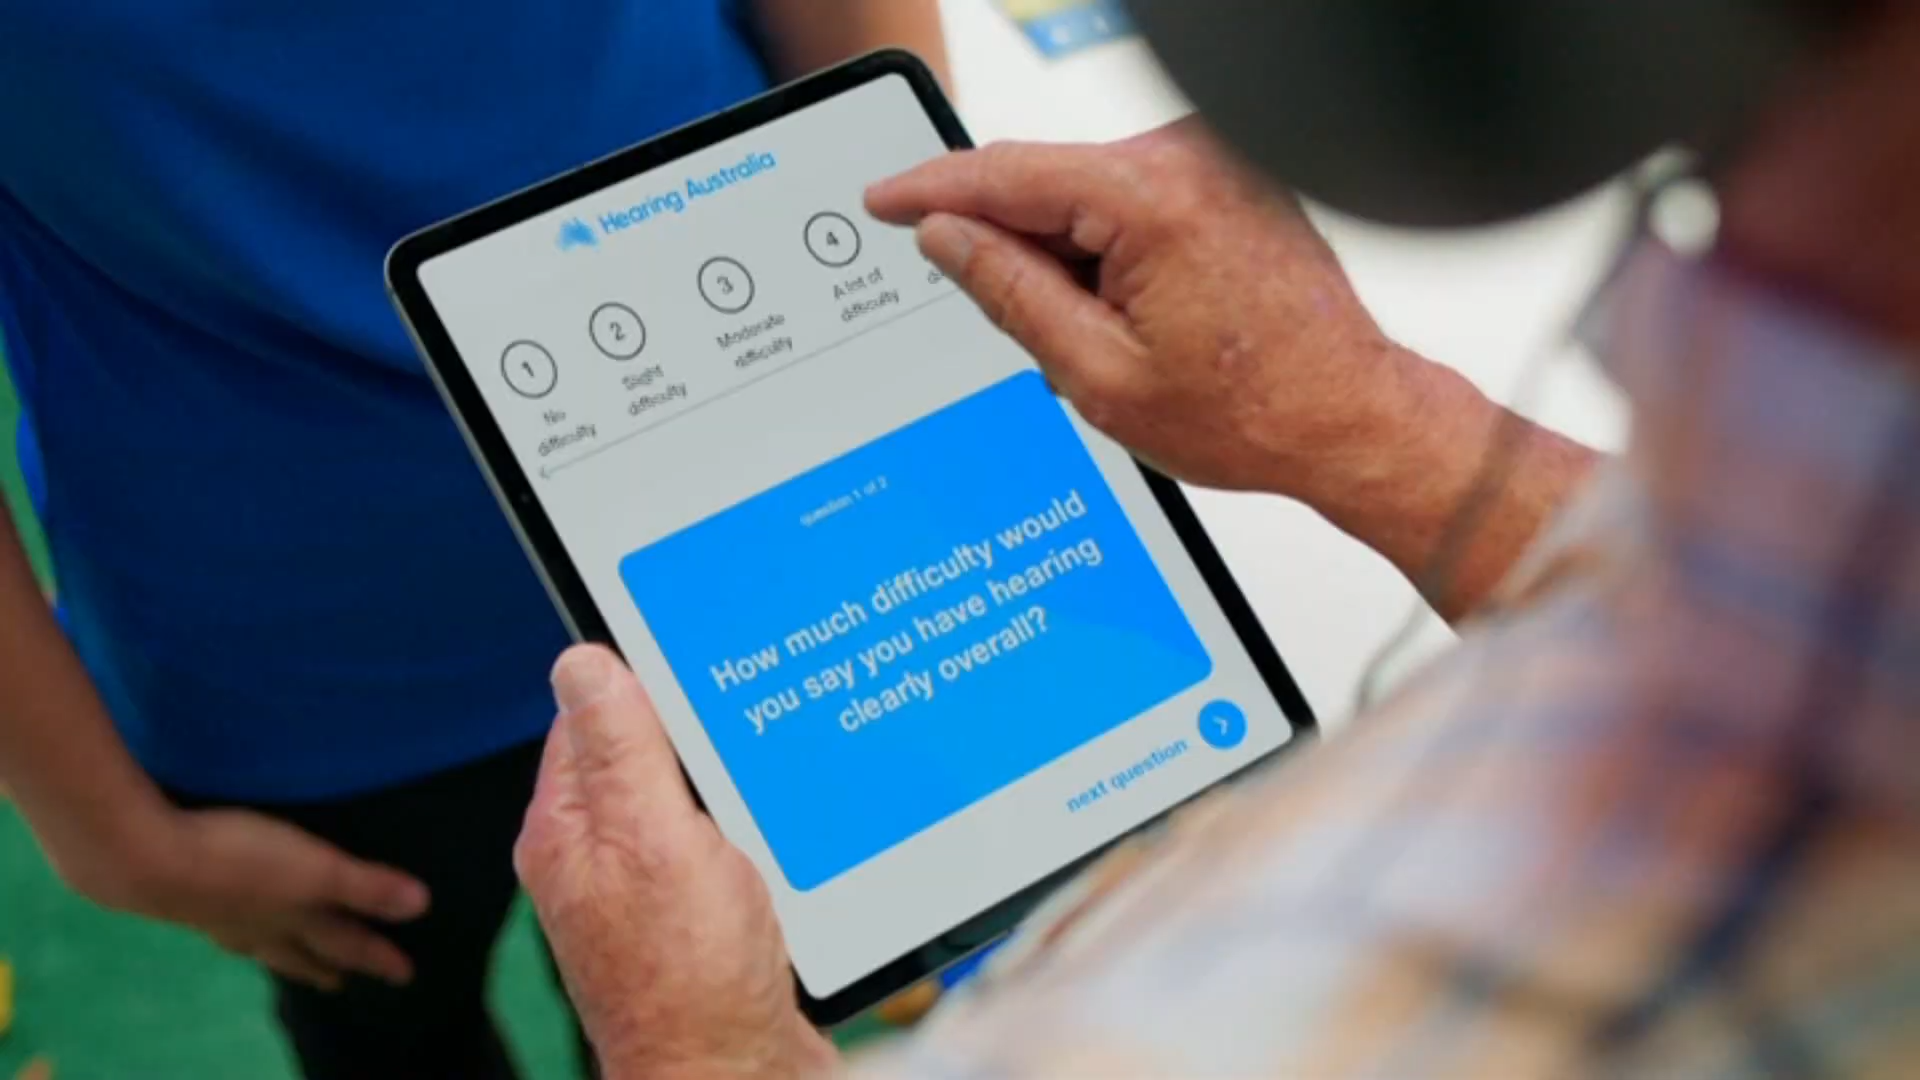 Hearing Australia
1
2
3
4
No
difficulty
Slight
difficulty
Moderate
difficulty
A lot of
difficulty
question 1 of 2
How much difficulty would
you say you have hearing
clearly overall?
next question